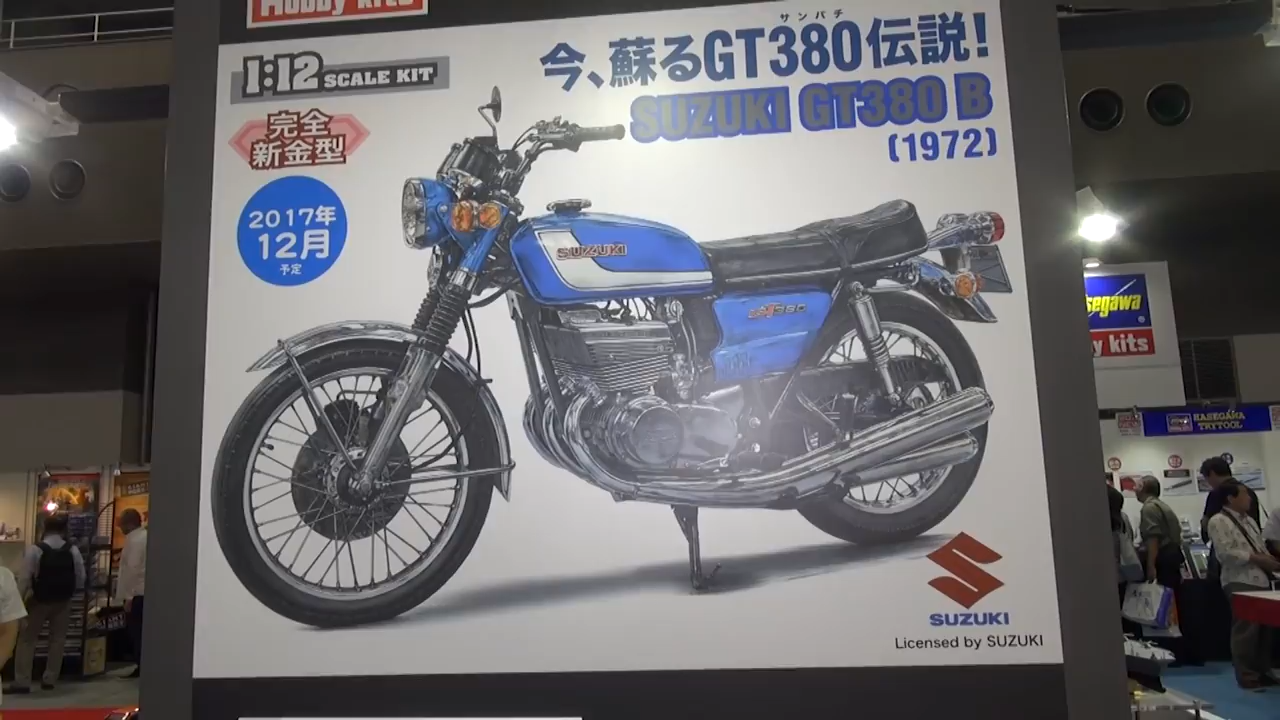 Hobby kits
1:12 SCALE KIT
サンパチ
今、蘇るGT380伝説!
SUZUKI GT380 B
(1972)
完全
新金型
2017年
12月
予定
SUZUKI
GT380
SUZUKI
Licensed by SUZUKI
segawa
y kits
HASEGAWA
TRYTOOL